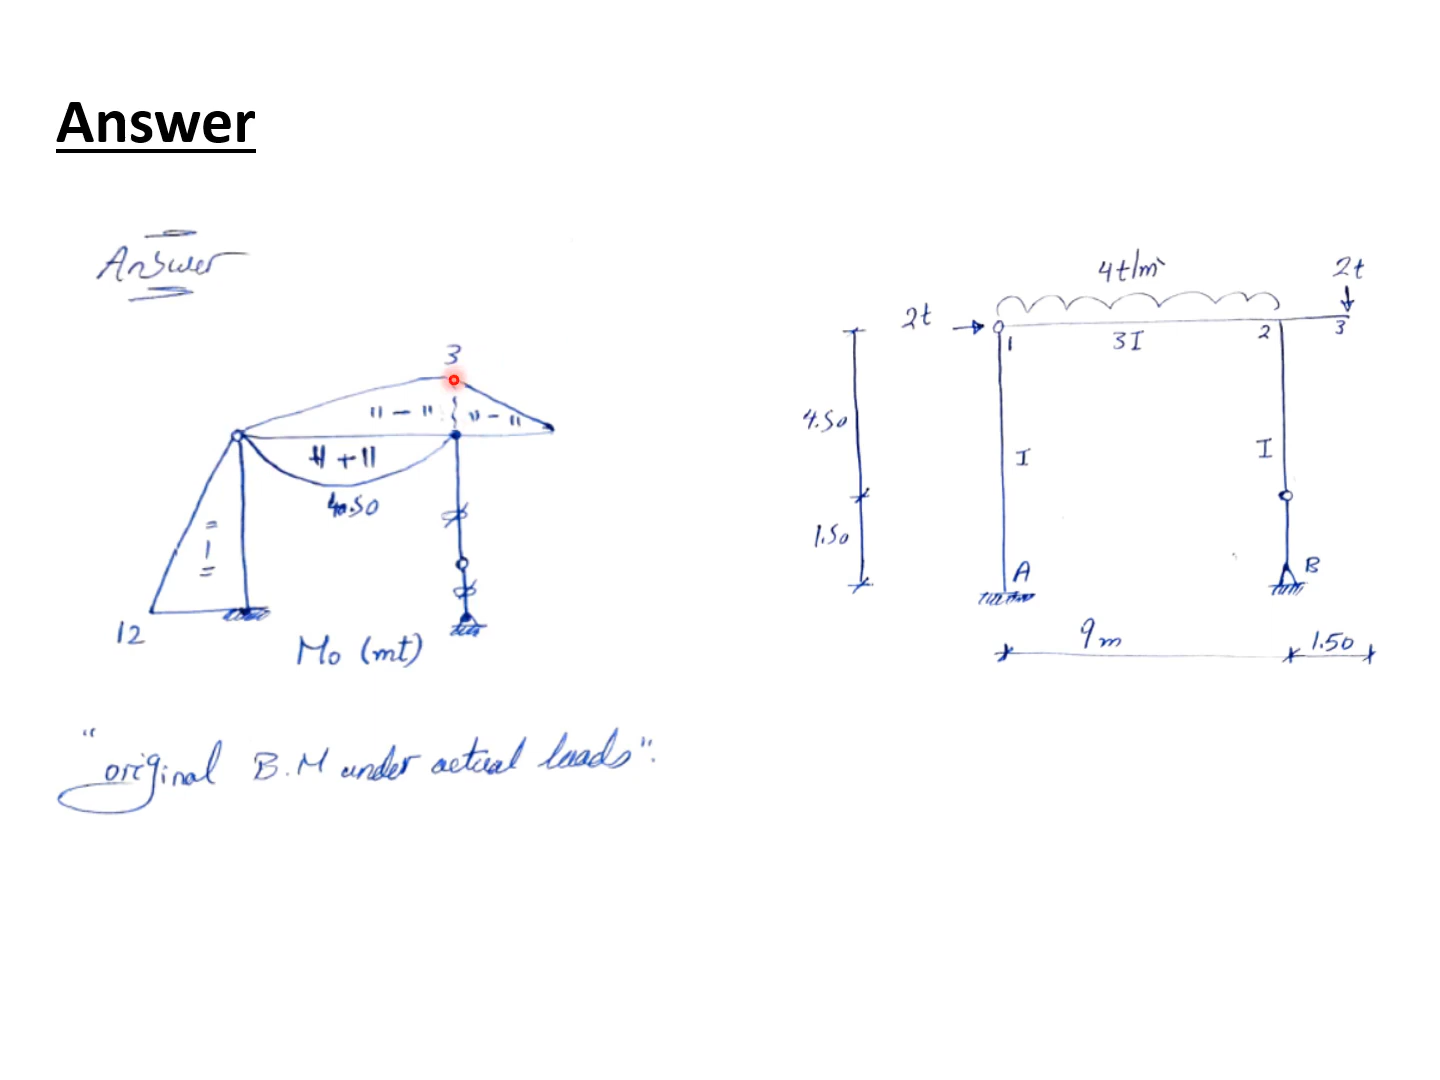 Answer
Answer
3
"-" "-"
"+"
40.50
"-"
12
Mo (mt)
"original B.M under actual loads".
4t/m`
2t
2t
1
3I
2
3
4.50
I
I
1.50
A
B
9m
1.50